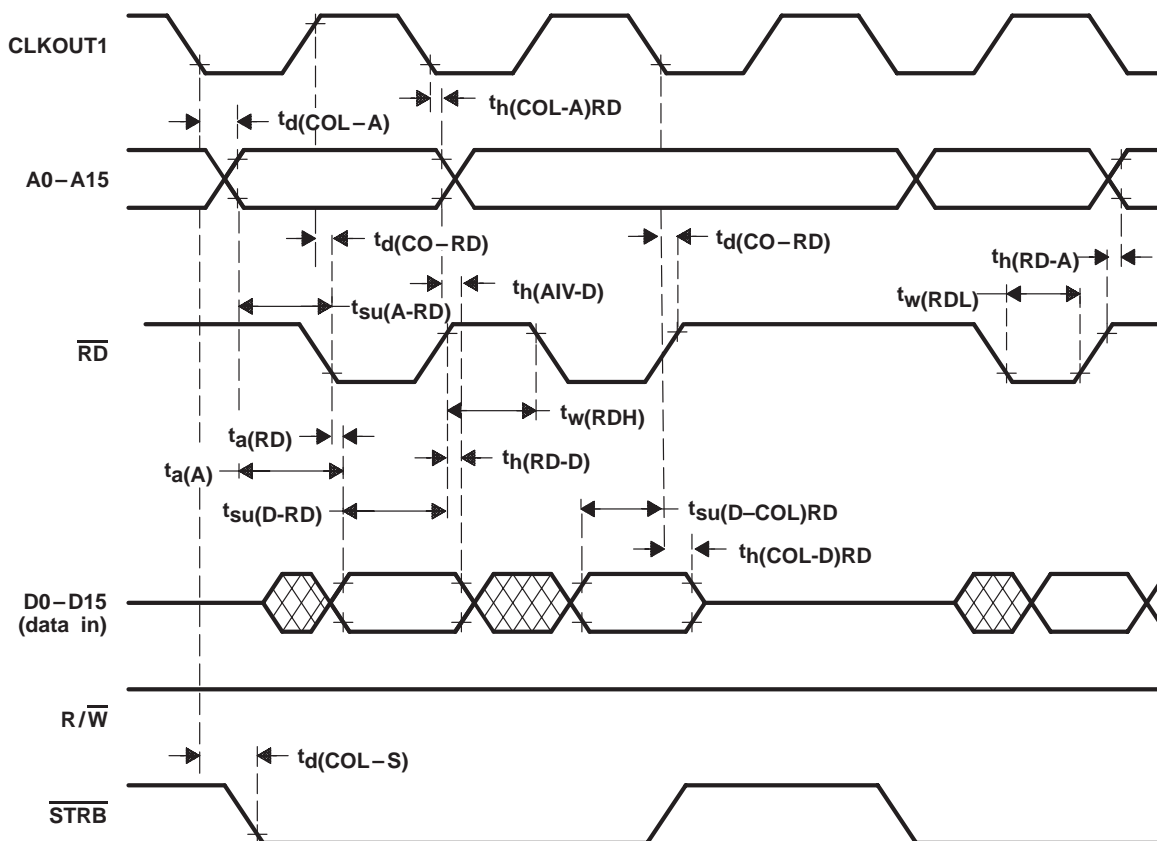 CLKOUT1
th(COL-A)RD
td(COL–A)
A0–A15
td(CO–RD)
td(CO–RD)
th(RD-A)
th(AIV-D)
tw(RDL)
tsu(A-RD)
RD
tw(RDH)
ta(RD)
th(RD-D)
ta(A)
tsu(D-RD)
tsu(D–COL)RD
th(COL-D)RD
D0–D15
(data in)
R/W
td(COL–S)
STRB